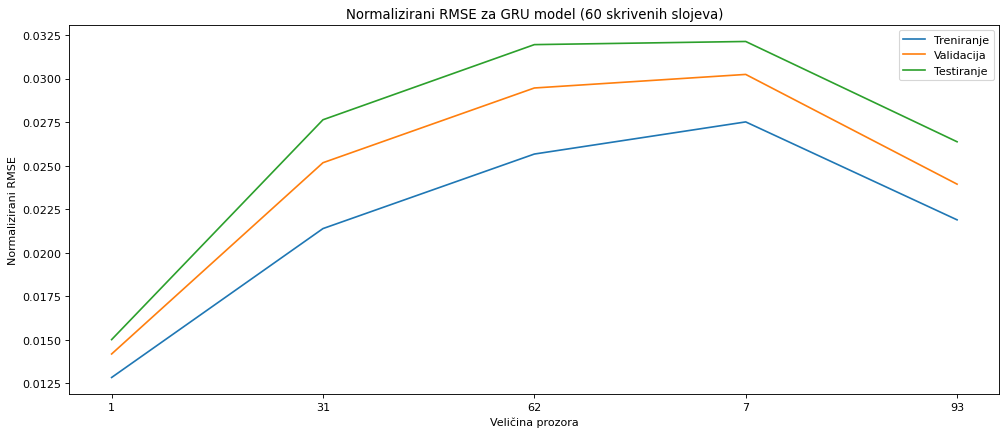 Normalizirani RMSE za GRU model (60 skrivenih slojeva)
Normalizirani RMSE
0.0325
0.0300
0.0275
0.0250
0.0225
0.0200
0.0175
0.0150
0.0125
Treniranje
Validacija
Testiranje
1 31 62 7 93
Veličina prozora